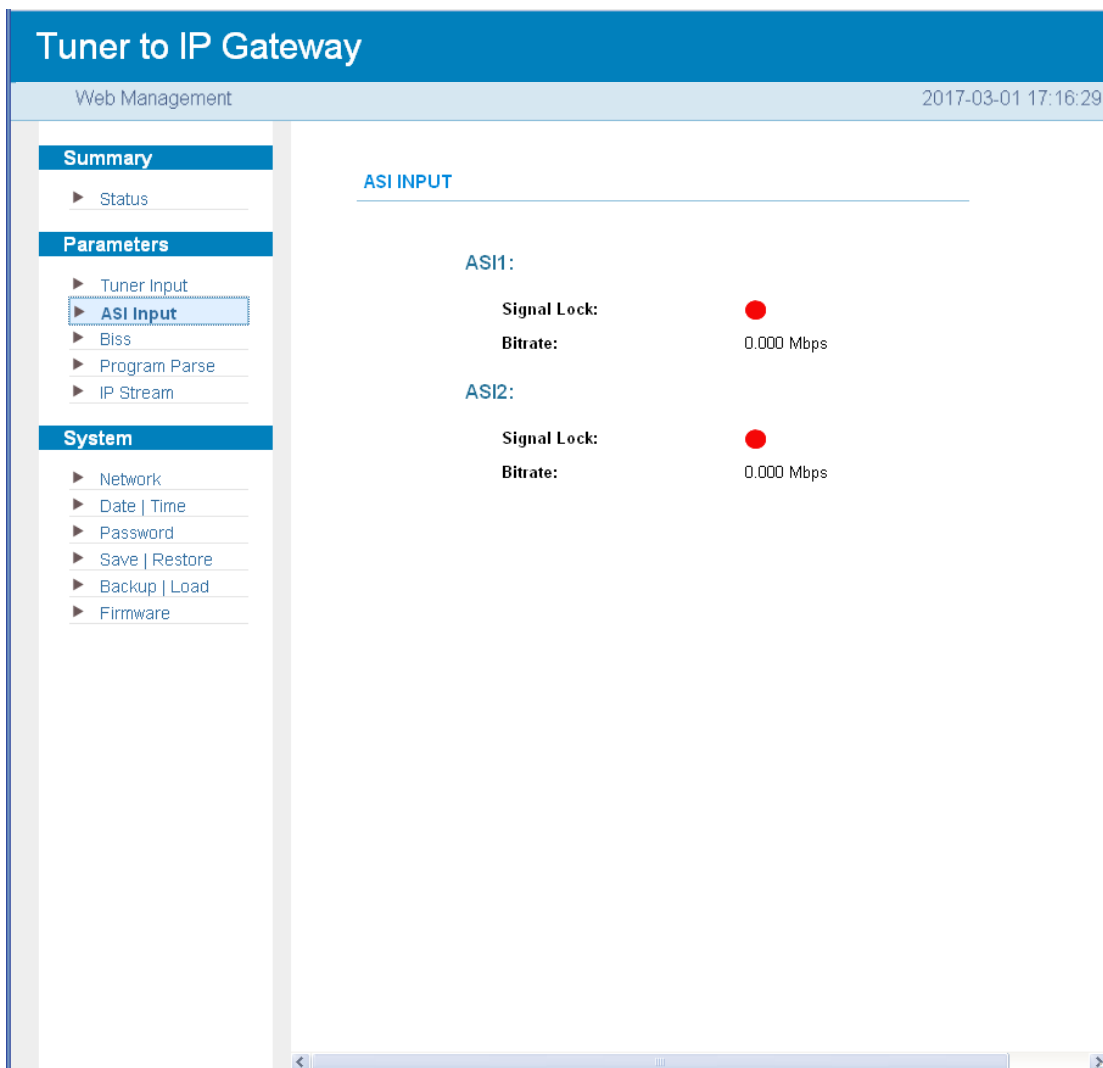 Tuner to IP Gateway
Web Management
2017-03-01 17:16:29
Summary
Status
Parameters
Tuner Input
ASI Input
Biss
Program Parse
IP Stream
System
Network
Date | Time
Password
Save | Restore
Backup | Load
Firmware
ASI INPUT
ASI1:
Signal Lock:
Bitrate: 0.000 Mbps
ASI2:
Signal Lock:
Bitrate: 0.000 Mbps